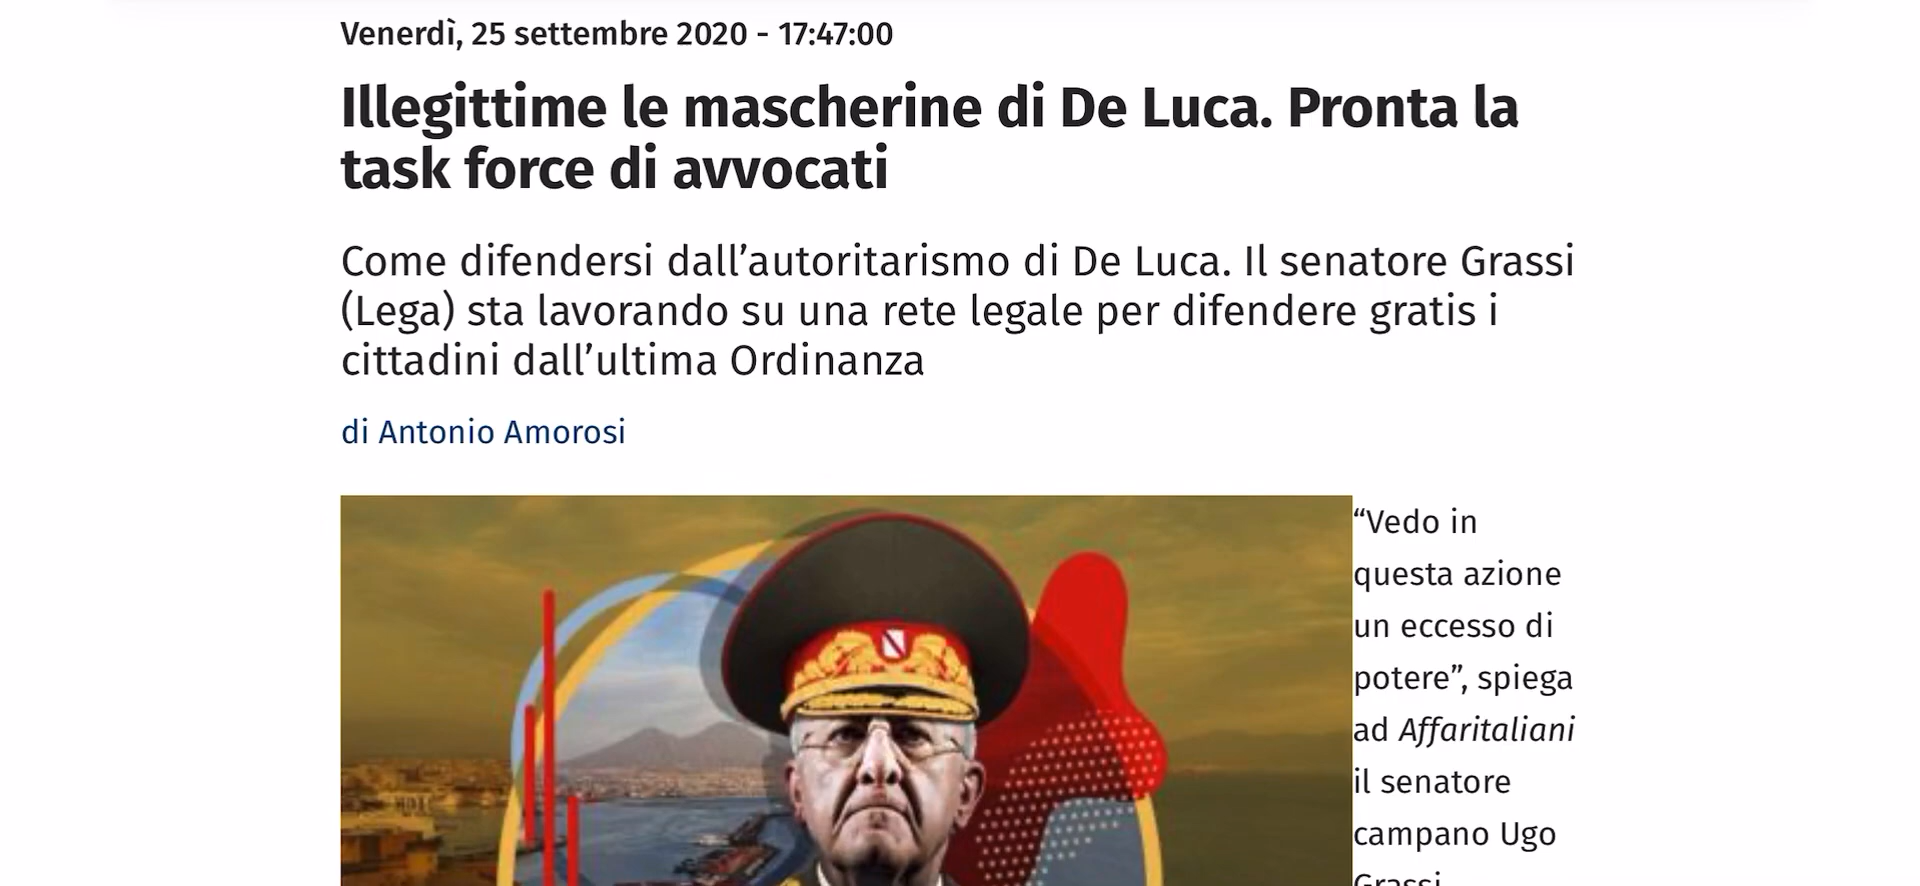 Venerdì, 25 settembre 2020 - 17:47:00
Illegittime le mascherine di De Luca. Pronta la
task force di avvocati
Come difendersi dall’autoritarismo di De Luca. Il senatore Grassi
(Lega) sta lavorando su una rete legale per difendere gratis i
cittadini dall’ultima Ordinanza
di Antonio Amorosi
“Vedo in
questa azione
un eccesso di
potere”, spiega
ad Affaritaliani
il senatore
campano Ugo
Grassi